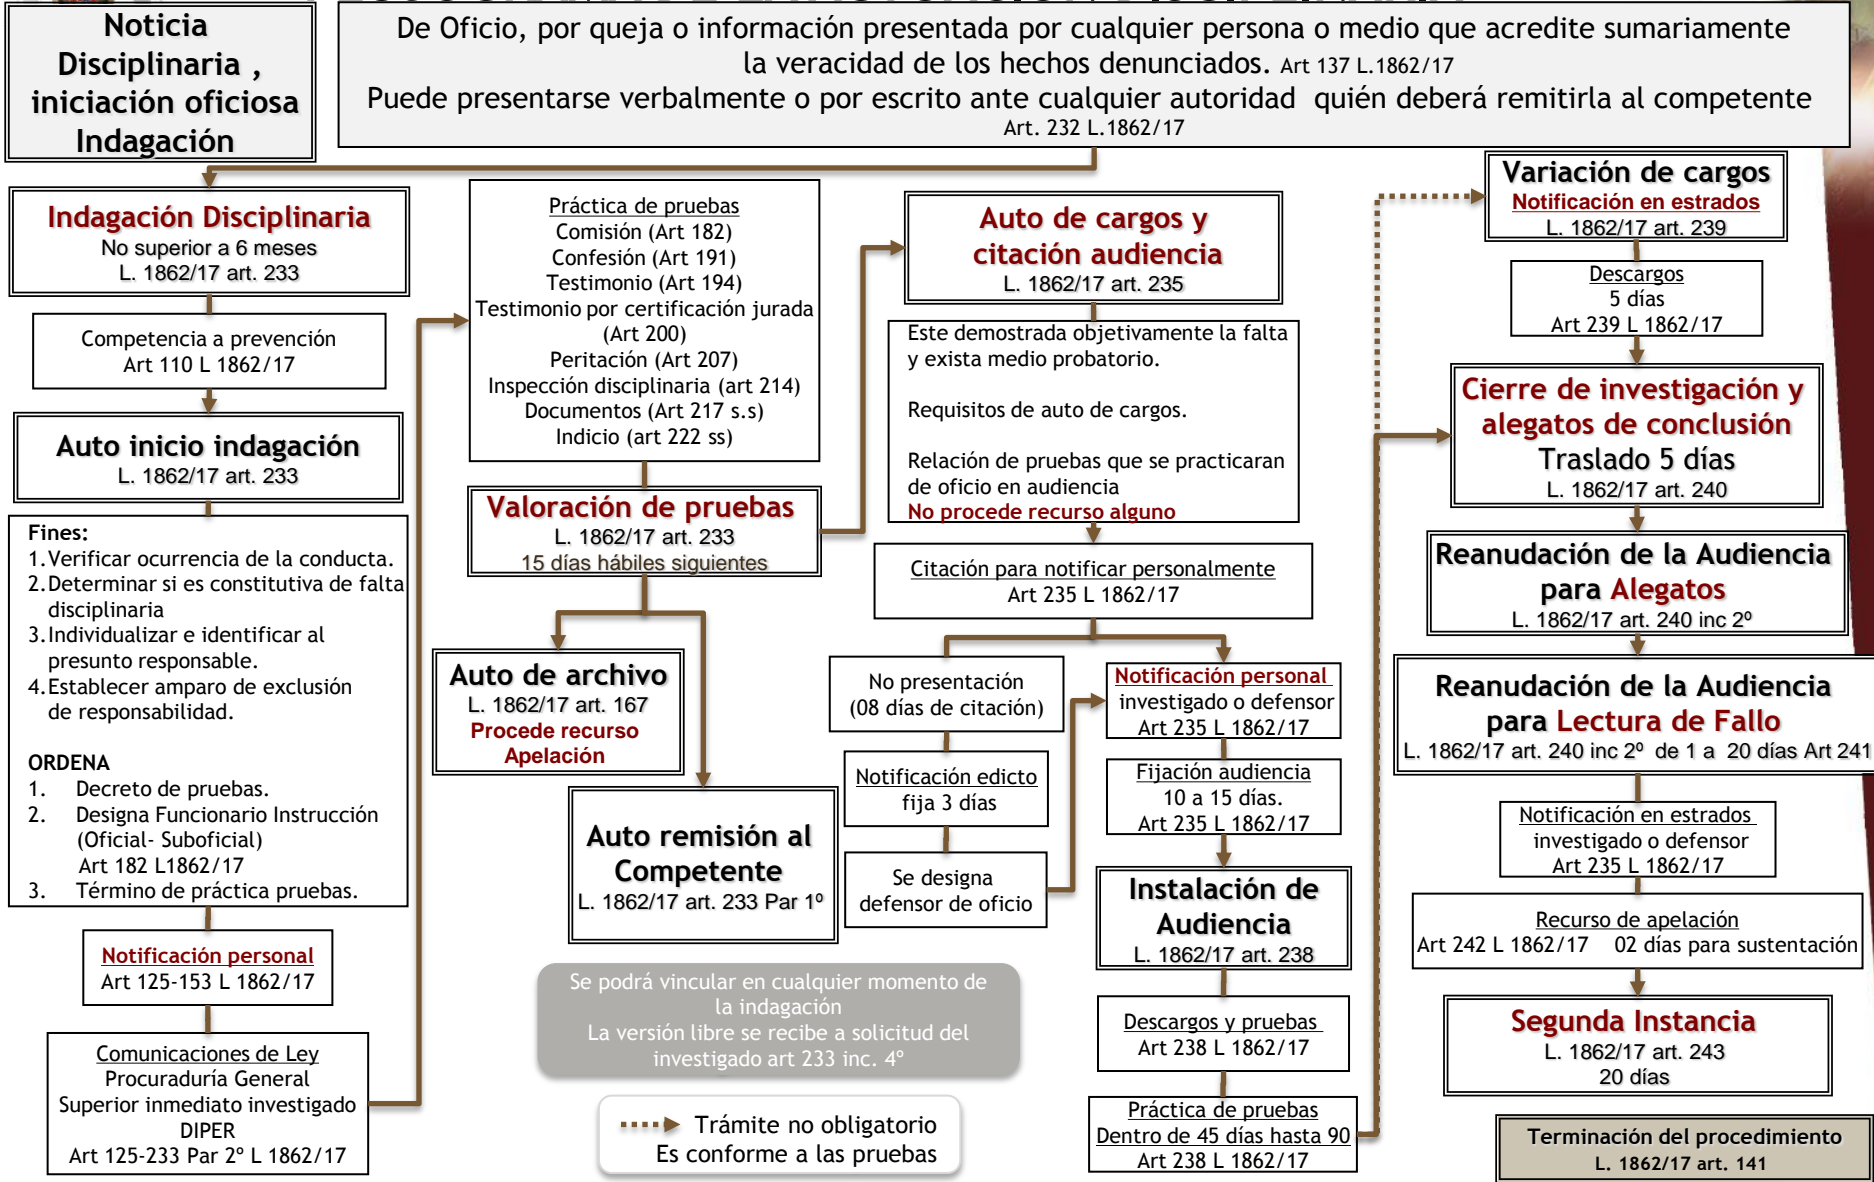 Noticia
Disciplinaria ,
iniciación oficiosa
Indagación
De Oficio, por queja o información presentada por cualquier persona o medio que acredite sumariamente
la veracidad de los hechos denunciados. Art 137 L.1862/17
Puede presentarse verbalmente o por escrito ante cualquier autoridad quién deberá remitirla al competente
Art. 232 L.1862/17
Indagación Disciplinaria
No superior a 6 meses
L. 1862/17 art. 233
Competencia a prevención
Art 110 L 1862/17
Auto inicio indagación
L. 1862/17 art. 233
Fines:
1.Verificar ocurrencia de la conducta.
2.Determinar si es constitutiva de falta
disciplinaria
3.Individualizar e identificar al
presunto responsable.
4.Establecer amparo de exclusión
de responsabilidad.
ORDENA
1. Decreto de pruebas.
2. Designa Funcionario Instrucción
(Oficial- Suboficial)
Art 182 L1862/17
3. Término de práctica pruebas.
Notificación personal
Art 125-153 L 1862/17
Comunicaciones de Ley
Procuraduría General
Superior inmediato investigado
DIPER
Art 125-233 Par 2º L 1862/17
Práctica de pruebas
Comisión (Art 182)
Confesión (Art 191)
Testimonio (Art 194)
Testimonio por certificación jurada
(Art 200)
Peritación (Art 207)
Inspección disciplinaria (art 214)
Documentos (Art 217 s.s)
Indicio (art 222 ss)
Valoración de pruebas
L. 1862/17 art. 233
15 días hábiles siguientes
Auto de archivo
L. 1862/17 art. 167
Procede recurso
Apelación
Auto remisión al
Competente
L. 1862/17 art. 233 Par 1º
Se podrá vincular en cualquier momento de
la indagación
La versión libre se recibe a solicitud del
investigado art 233 inc. 4º
Trámite no obligatorio
Es conforme a las pruebas
Auto de cargos y
citación audiencia
L. 1862/17 art. 235
Este demostrada objetivamente la falta
y exista medio probatorio.
Requisitos de auto de cargos.
Relación de pruebas que se practicaran
de oficio en audiencia
No procede recurso alguno
Citación para notificar personalmente
Art 235 L 1862/17
No presentación
(08 días de citación)
Notificación edicto
fija 3 días
Se designa
defensor de oficio
Notificación personal
investigado o defensor
Art 235 L 1862/17
Fijación audiencia
10 a 15 días.
Art 235 L 1862/17
Instalación de
Audiencia
L. 1862/17 art. 238
Descargos y pruebas
Art 238 L 1862/17
Práctica de pruebas
Dentro de 45 días hasta 90
Art 238 L 1862/17
Variación de cargos
Notificación en estrados
L. 1862/17 art. 239
Descargos
5 días
Art 239 L 1862/17
Cierre de investigación y
alegatos de conclusión
Traslado 5 días
L. 1862/17 art. 240
Reanudación de la Audiencia
para Alegatos
L. 1862/17 art. 240 inc 2º
Reanudación de la Audiencia
para Lectura de Fallo
L. 1862/17 art. 240 inc 2º de 1 a 20 días Art 241
Notificación en estrados
investigado o defensor
Art 235 L 1862/17
Recurso de apelación
Art 242 L 1862/17 02 días para sustentación
Segunda Instancia
L. 1862/17 art. 243
20 días
Terminación del procedimiento
L. 1862/17 art. 141